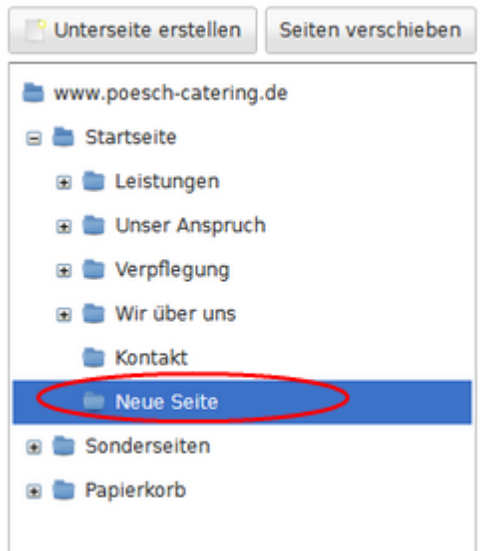 Unterseite erstellen Seiten verschieben
www.poesch-catering.de
Startseite
Leistungen
Unser Anspruch
Verpflegung
Wir über uns
Kontakt
Neue Seite
Sonderseiten
Papierkorb